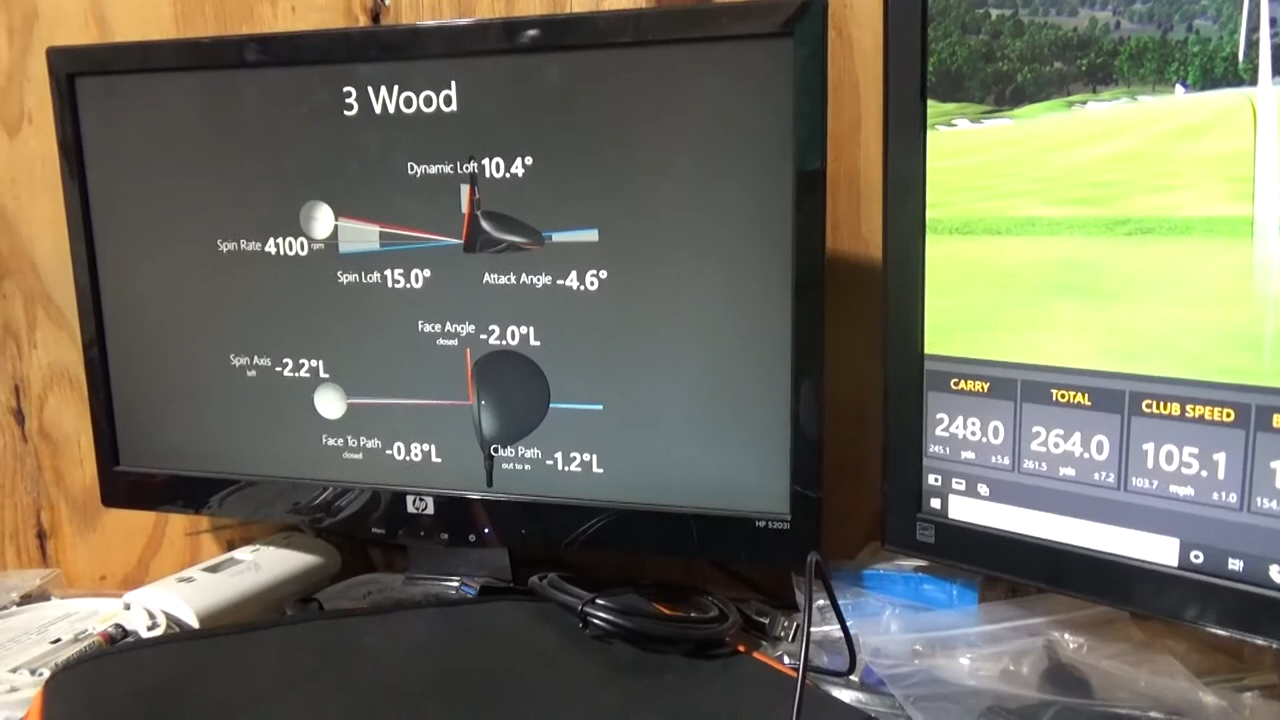 3 Wood
Dynamic Loft 10.4°
Spin Rate 4100 rpm
Spin Loft 15.0°
Attack Angle -4.6°
Face Angle -2.0°L
closed
Spin Axis -2.2°L
left
Face To Path -0.8°L
closed
Club Path -1.2°L
out to in
hp
HP S2031
CARRY
248.0
245.1 yds ±5.6
TOTAL
264.0
261.5 yds ±7.2
CLUB SPEED
105.1
103.7 mph ±1.0
154.